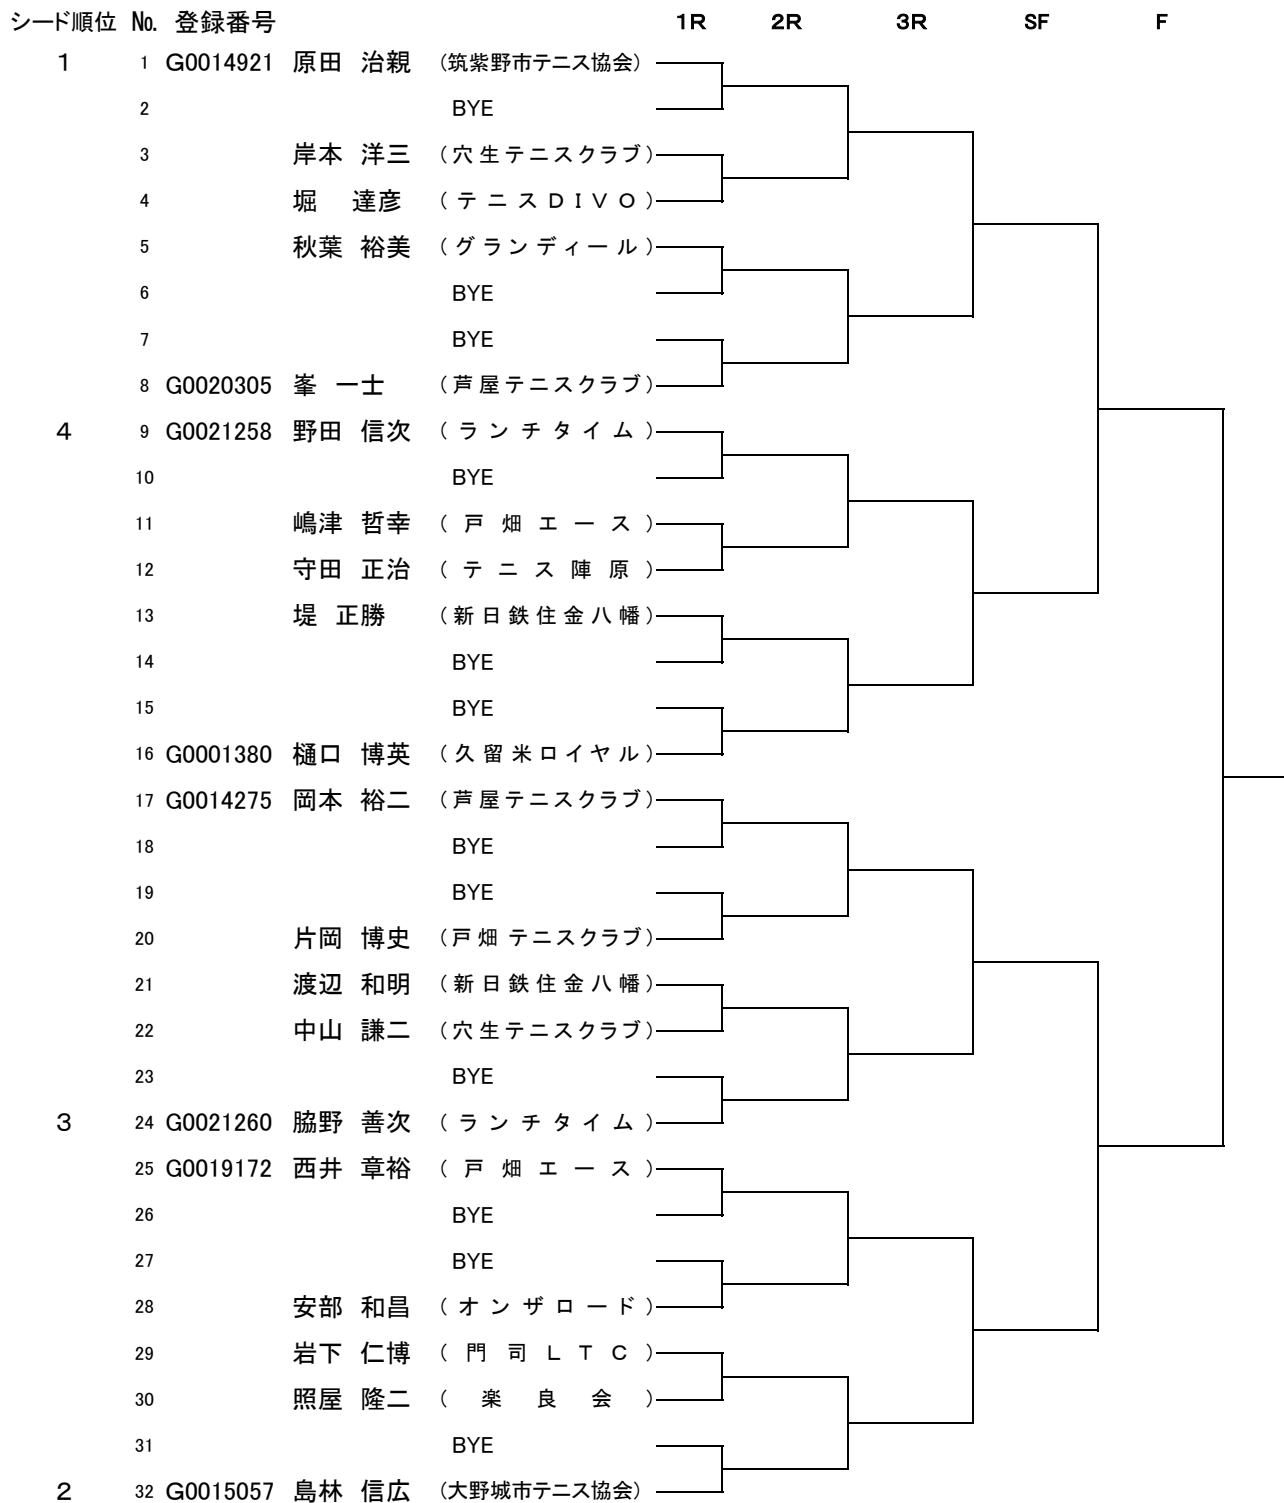 シード順位 No. 登録番号 1R 2R 3R SF F
1 1 G0014921 原田 治親 (筑紫野市テニス協会)
2 BYE
3 岸本 洋三 (穴生テニスクラブ)
4 堀 達彦 (テニスDIVO)
5 秋葉 裕美 (グランディール)
6 BYE
7 BYE
8 G0020305 峯 一士 (芦屋テニスクラブ)
4 9 G0021258 野田 信次 (ランチタイム)
10 BYE
11 嶋津 哲幸 (戸畑エース)
12 守田 正治 (テニス陣原)
13 堤 正勝 (新日鉄住金八幡)
14 BYE
15 BYE
16 G0001380 樋口 博英 (久留米ロイヤル)
17 G0014275 岡本 裕二 (芦屋テニスクラブ)
18 BYE
19 BYE
20 片岡 博史 (戸畑テニスクラブ)
21 渡辺 和明 (新日鉄住金八幡)
22 中山 謙二 (穴生テニスクラブ)
23 BYE
3 24 G0021260 脇野 善次 (ランチタイム)
25 G0019172 西井 章裕 (戸畑エース)
26 BYE
27 BYE
28 安部 和昌 (オンザロード)
29 岩下 仁博 (門司LTC)
30 照屋 隆二 (楽良会)
31 BYE
2 32 G0015057 島林 信広 (大野城市テニス協会)